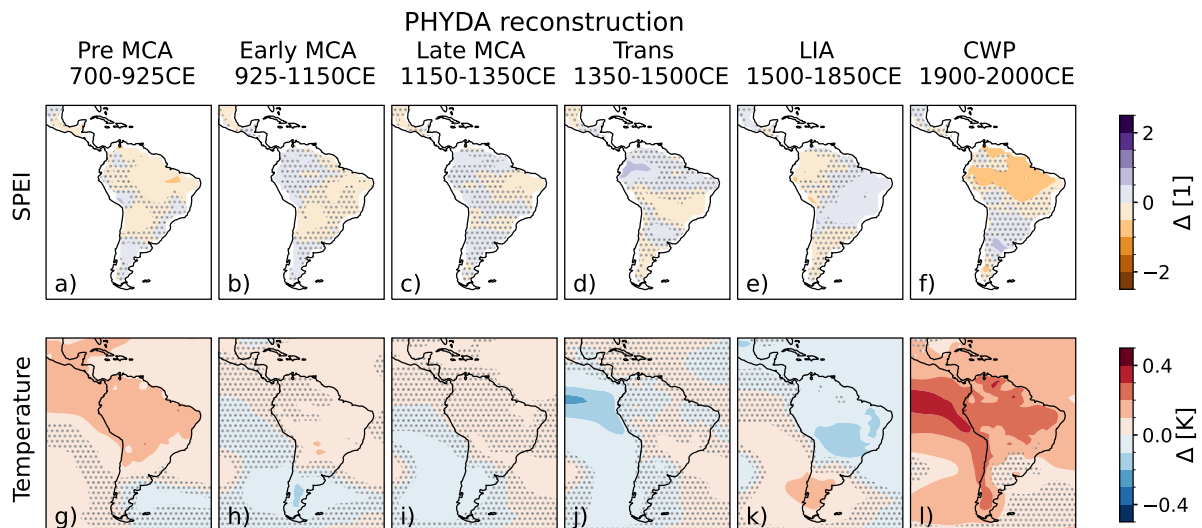 PHYDA reconstruction
Pre MCA Early MCA Late MCA Trans LIA CWP
700-925CE 925-1150CE 1150-1350CE 1350-1500CE 1500-1850CE 1900-2000CE
SPEI
a) b) c) d) e) f)
2
0
−2
Δ [1]
Temperature
g) h) i) j) k) l)
0.4
0.0
−0.4
Δ [K]